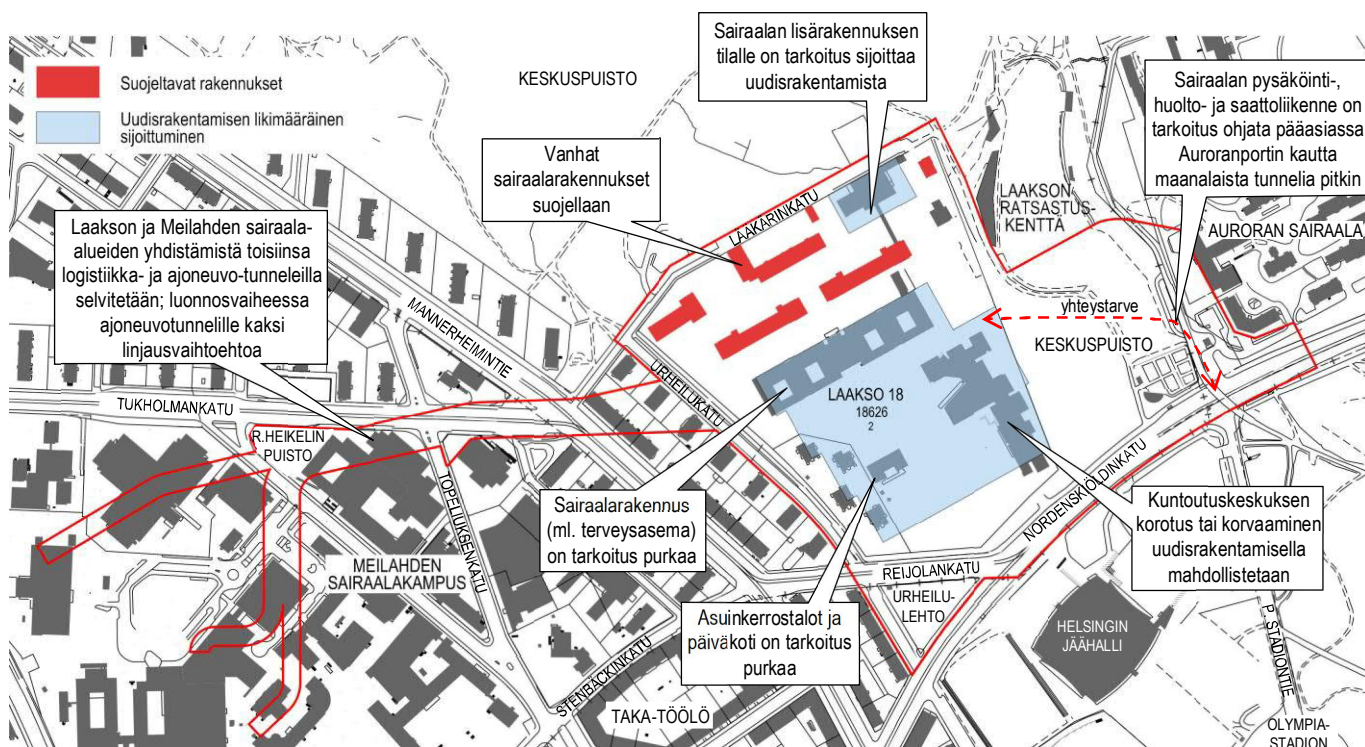 Suojeltavat rakennukset
Uudisrakentamisen likimääräinen
sijoittuminen
KESKUSPUISTO
Sairaalan lisärakennuksen
tilalle on tarkoitus sijoittaa
uudisrakentamista
Sairaalan pysäköinti-,
huolto- ja saattoliikenne on
tarkoitus ohjata pääasiassa
Auroranportin kautta
maanalaista tunnelia pitkin
Vanhat
sairaalarakennukset
suojellaan
Laakson ja Meilahden sairaala-
alueiden yhdistämistä toisiinsa
logistiikka- ja ajoneuvo-tunneleilla
selvitetään; luonnosvaiheessa
ajoneuvotunnelille kaksi
linjausvaihtoehtoa
LAAKARINKATU
LAAKSON
RATSASTUS-
KENTTÄ
AURORAN SAIRAALA
MANNERHEIMINTIE
yhteystarve
KESKUSPUISTO
URHEILUKATU
LAAKSO 18
18626
2
TUKHOLMANKATU
R.HEIKELIN
PUISTO
TOPELIUKSENKATU
Sairaalarakennus
(ml. terveysasema)
on tarkoitus purkaa
NORDENSKIÖLDINKATU
Kuntoutuskeskuksen
korotus tai korvaaminen
uudisrakentamisella
mahdollistetaan
MEILAHDEN
SAIRAALAKAMPUS
REIJOLANKATU
URHEILU-
LEHTO
Asuinkerrostalot ja
päiväkoti on tarkoitus
purkaa
HELSINGIN
JÄÄHALLI
P. STADIONTIE
STENBÄCKINKATU
TAKA-TÖÖLÖ
OLYMPIA-
STADION